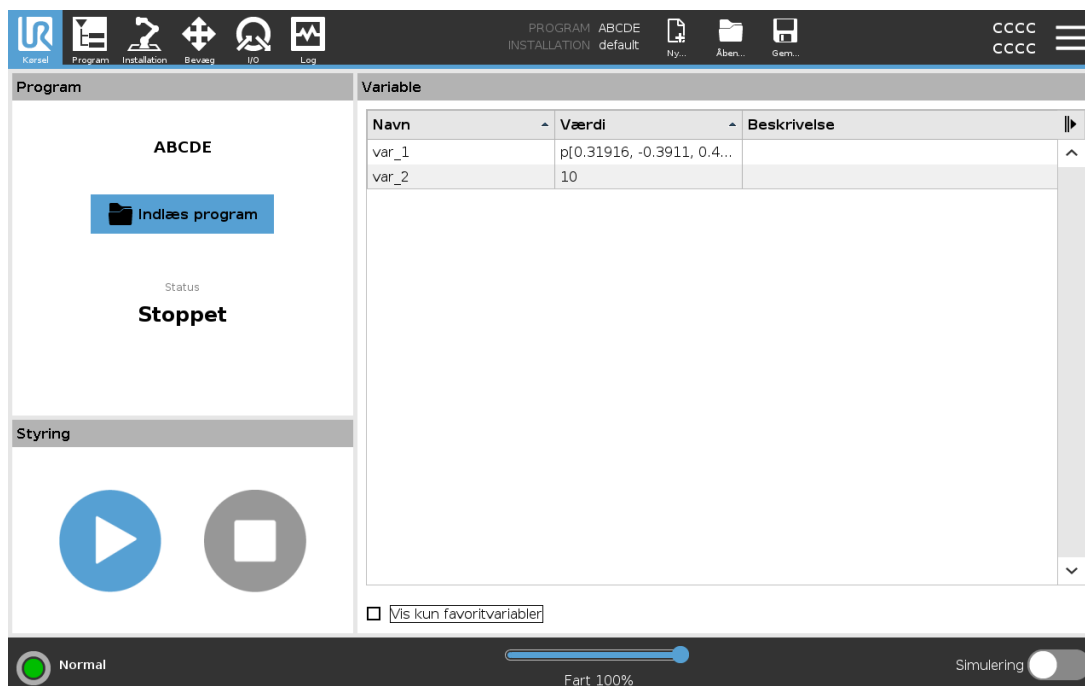 Kørsel
Program
Installation
Bevæg
I/O
Log
PROGRAM ABCDE
INSTALLATION default
Ny...
Åben...
Gem...
CCCC
CCCC
Program
ABCDE
Indlæs program
Status
Stoppet
Styring
Variable
Navn Værdi Beskrivelse
var_1 p[0.31916, -0.3911, 0.4...
var_2 10
Vis kun favoritvariabler
Normal
Fart 100%
Simulering